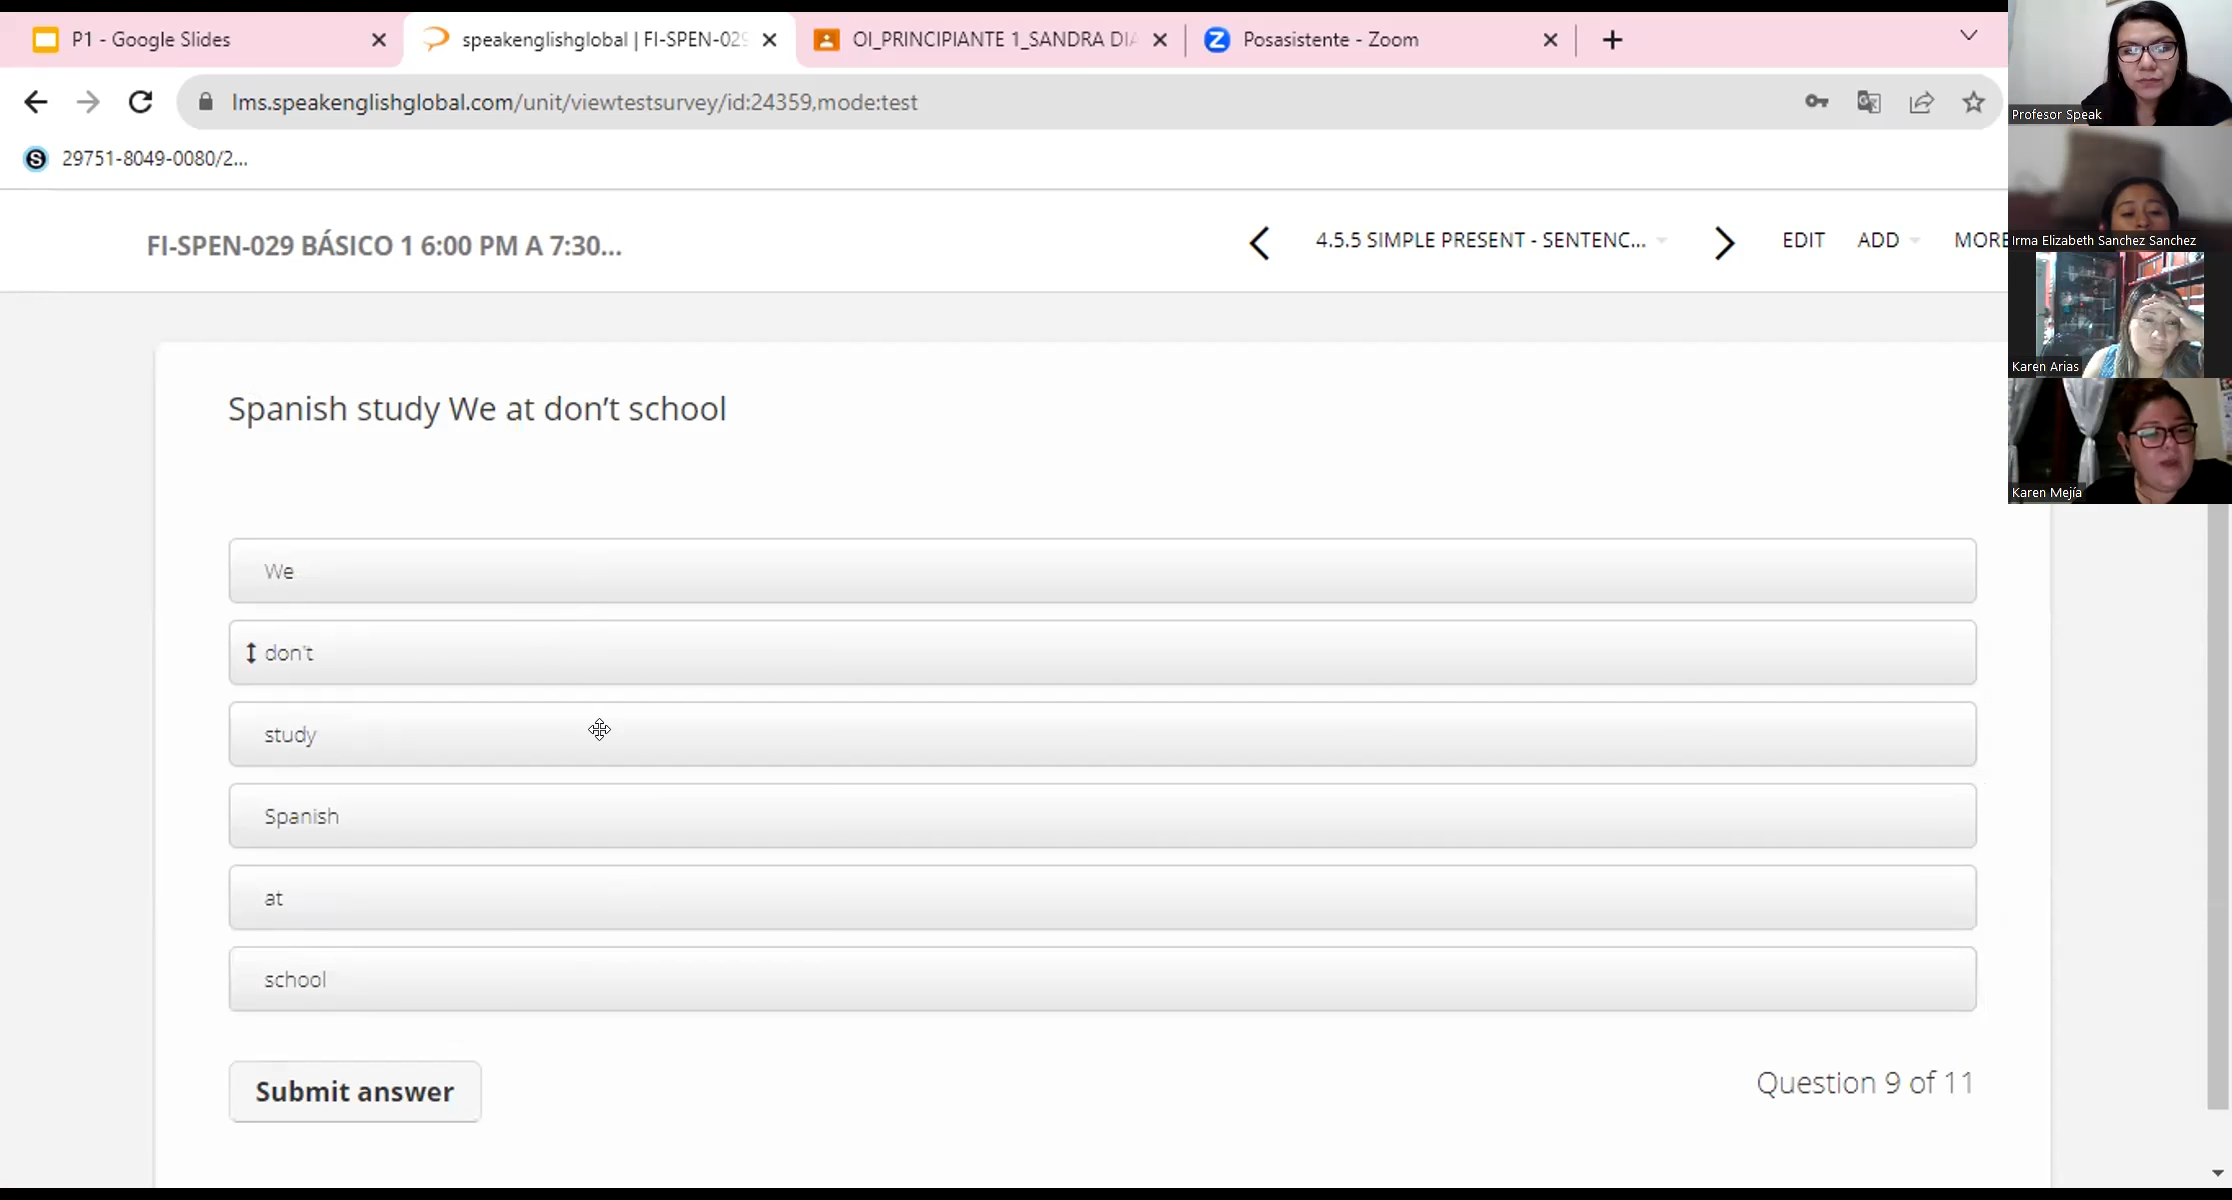 P1 - Google Slides
speakenglishglobal | FI-SPEN-029
OI_PRINCIPIANTE 1_SANDRA DIA
Posasistente - Zoom
lms.speakenglishglobal.com/unit/viewtestsurvey/id:24359,mode:test
29751-8049-0080/2...
FI-SPEN-029 BÁSICO 1 6:00 PM A 7:30...
4.5.5 SIMPLE PRESENT - SENTENC...
EDIT
ADD
MORE
Profesor Speak
Irma Elizabeth Sanchez Sanchez
Karen Arias
Karen Mejía
Spanish study We at don’t school
We
don't
study
Spanish
at
school
Submit answer
Question 9 of 11